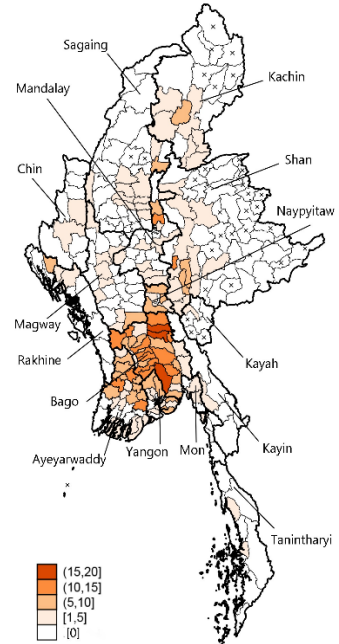 Sagaing
Kachin
Mandalay
Shan
Chin
Naypyitaw
Magway
Rakhine
Kayah
Bago
Kayin
Ayeyarwaddy
Yangon
Mon
Tanintharyi
(15,20]
(10,15]
(5,10]
[1,5]
[0]